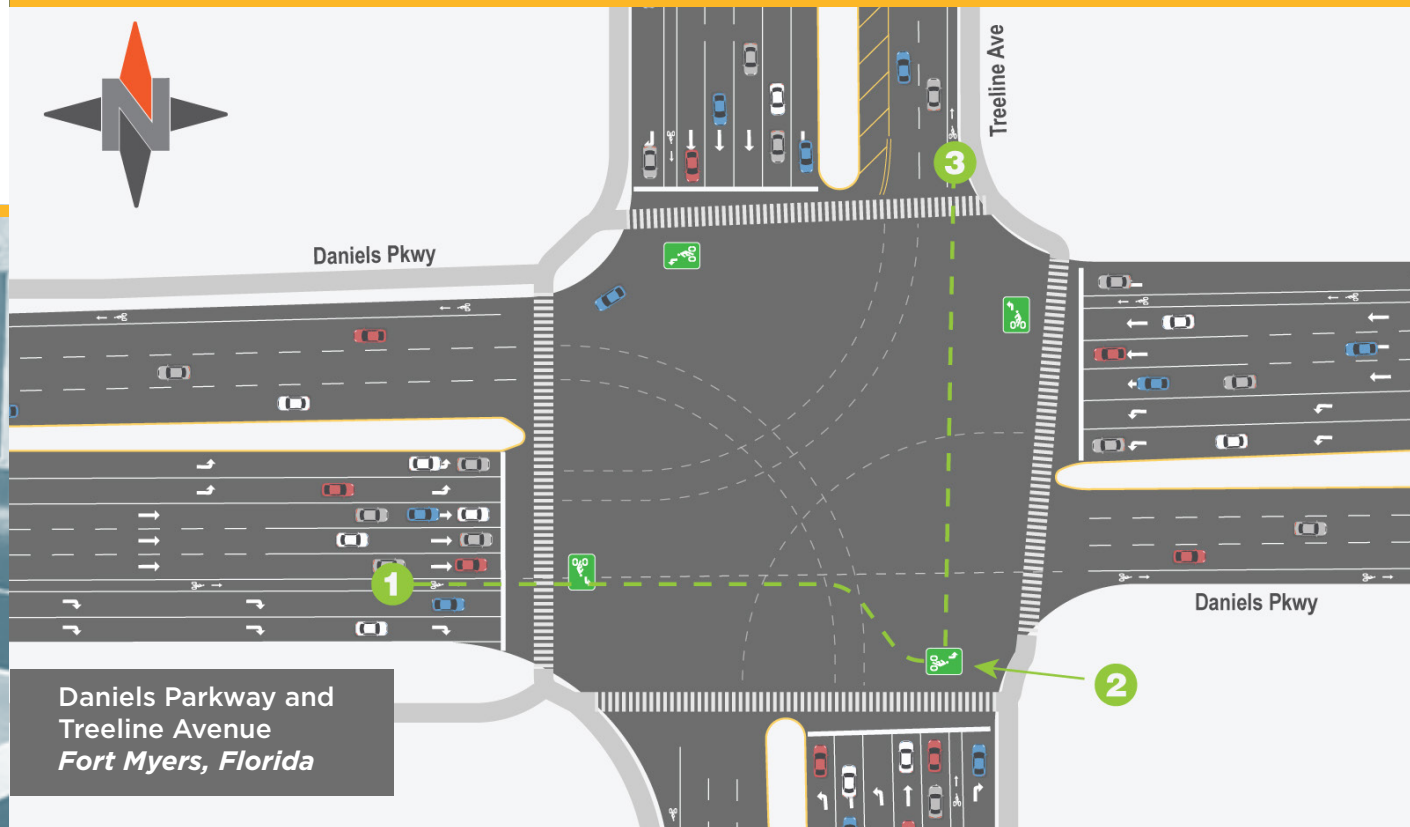 N
Treeline Ave
Daniels Pkwy
3
1
Daniels Pkwy
2
Daniels Parkway and
Treeline Avenue
Fort Myers, Florida